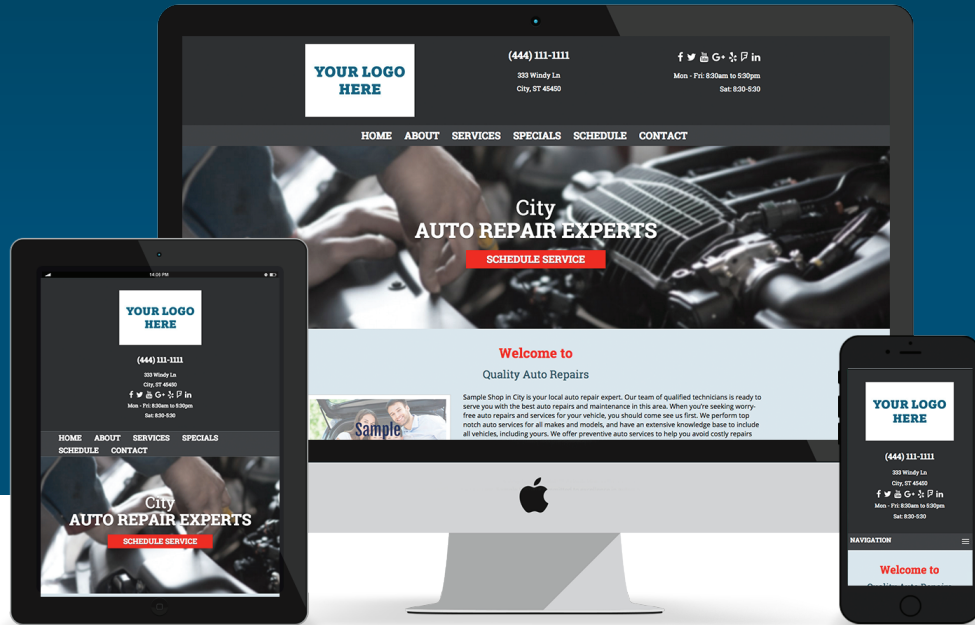 YOUR LOGO
HERE
(444) 111-1111
333 Windy Ln
City, ST 45450
Mon - Fri: 8:30am to 5:30pm
Sat: 8:30-5:30
HOME ABOUT SERVICES SPECIALS SCHEDULE CONTACT
City
AUTO REPAIR EXPERTS
SCHEDULE SERVICE
Welcome to
Quality Auto Repairs
Sample Shop in City is your local auto repair expert. Our team of qualified technicians is ready to
serve you with the best auto repairs and maintenance in this area. When you're seeking worry-
free auto repairs and services for your vehicle, you should come see us first. We perform top
notch auto services for all makes and models, and have an extensive knowledge base to include
all vehicles, including yours. We offer preventive auto services to help you avoid costly repairs
Sample
14:06 PM
YOUR LOGO
HERE
(444) 111-1111
333 Windy Ln
City, ST 45450
Mon - Fri: 8:30am to 5:30pm
Sat: 8:30-5:30
HOME ABOUT SERVICES SPECIALS
SCHEDULE CONTACT
City
AUTO REPAIR EXPERTS
SCHEDULE SERVICE
YOUR LOGO
HERE
(444) 111-1111
333 Windy Ln
City, ST 45450
Mon - Fri: 8:30am to 5:30pm
Sat: 8:30-5:30
NAVIGATION
Welcome to
Quality Auto Repairs